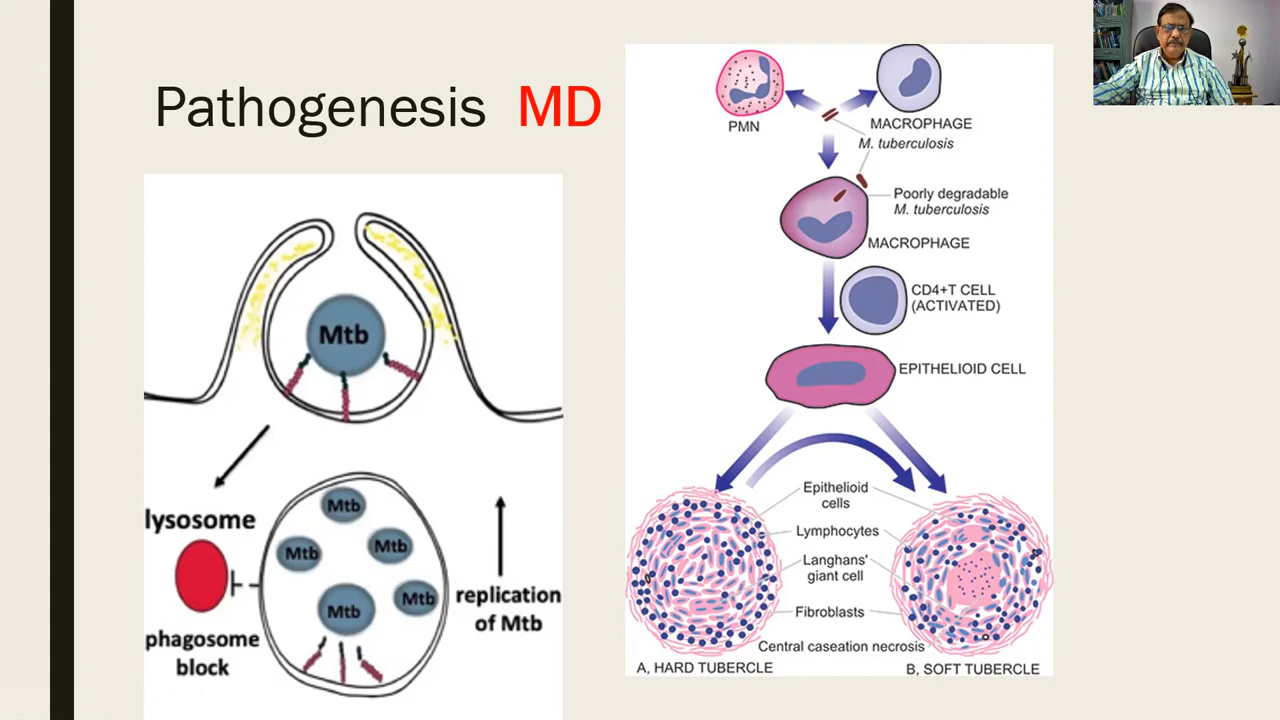 Pathogenesis MD
Mtb
lysosome
phagosome
block
Mtb
Mtb
Mtb
Mtb
Mtb
replication
of Mtb
PMN
MACROPHAGE
M. tuberculosis
Poorly degradable
M. tuberculosis
MACROPHAGE
CD4+T CELL
(ACTIVATED)
EPITHELIOID CELL
Epithelioid
cells
Lymphocytes
Langhans'
giant cell
Fibroblasts
Central caseation necrosis
A, HARD TUBERCLE
B, SOFT TUBERCLE